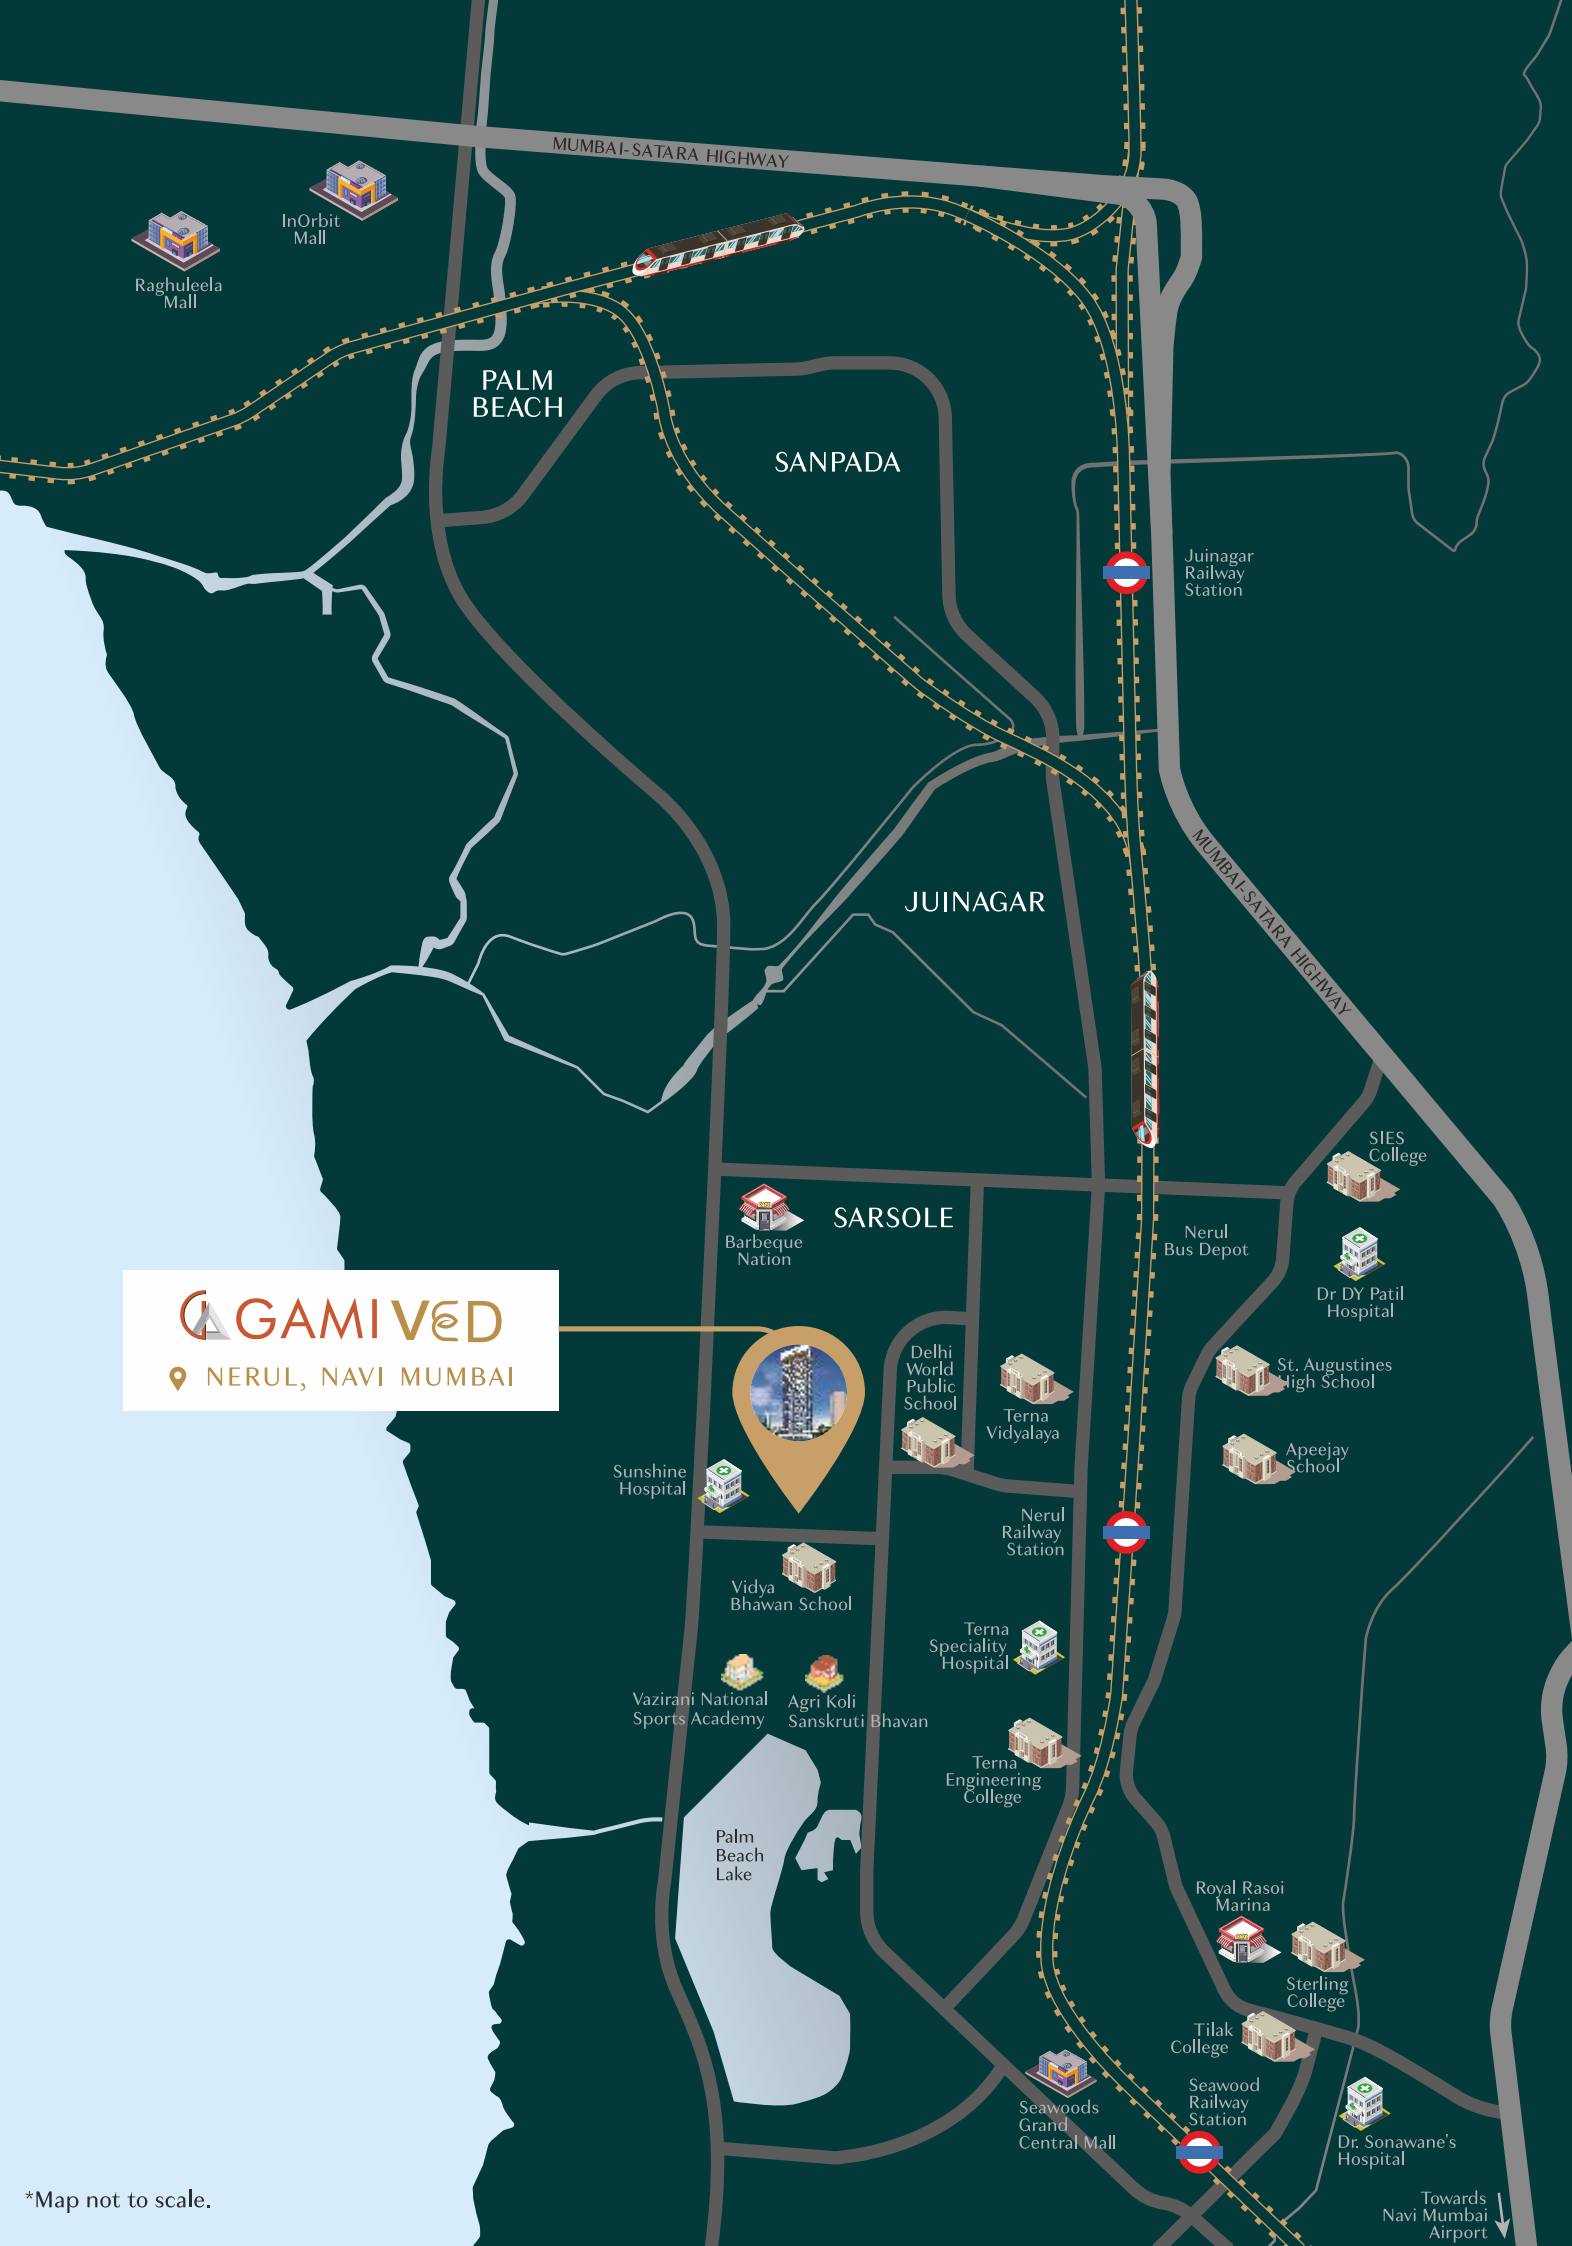 MUMBAI-SATARA HIGHWAY
InOrbit
Mall
Raghuleela
Mall
PALM
BEACH
SANPADA
Juinagar
Railway
Station
MUMBAI-SATARA HIGHWAY
JUINAGAR
SIES
College
Barbeque
Nation
SARSOLE
Nerul
Bus Depot
Dr DY Patil
Hospital
GAMI VED
NERUL, NAVI MUMBAI
Delhi
World
Public
School
Terna
Vidyalaya
St. Augustines
High School
Apeejay
School
Sunshine
Hospital
Nerul
Railway
Station
Vidya
Bhawan School
Terna
Speciality
Hospital
Vazirani National
Sports Academy
Agri Koli
Sanskruti Bhavan
Terna
Engineering
College
Palm
Beach
Lake
Royal Rasoi
Marina
Sterling
College
Tilak
College
Seawood
Railway
Station
Seawoods
Grand
Central Mall
Dr. Sonawane's
Hospital
*Map not to scale.
Towards
Navi Mumbai
Airport